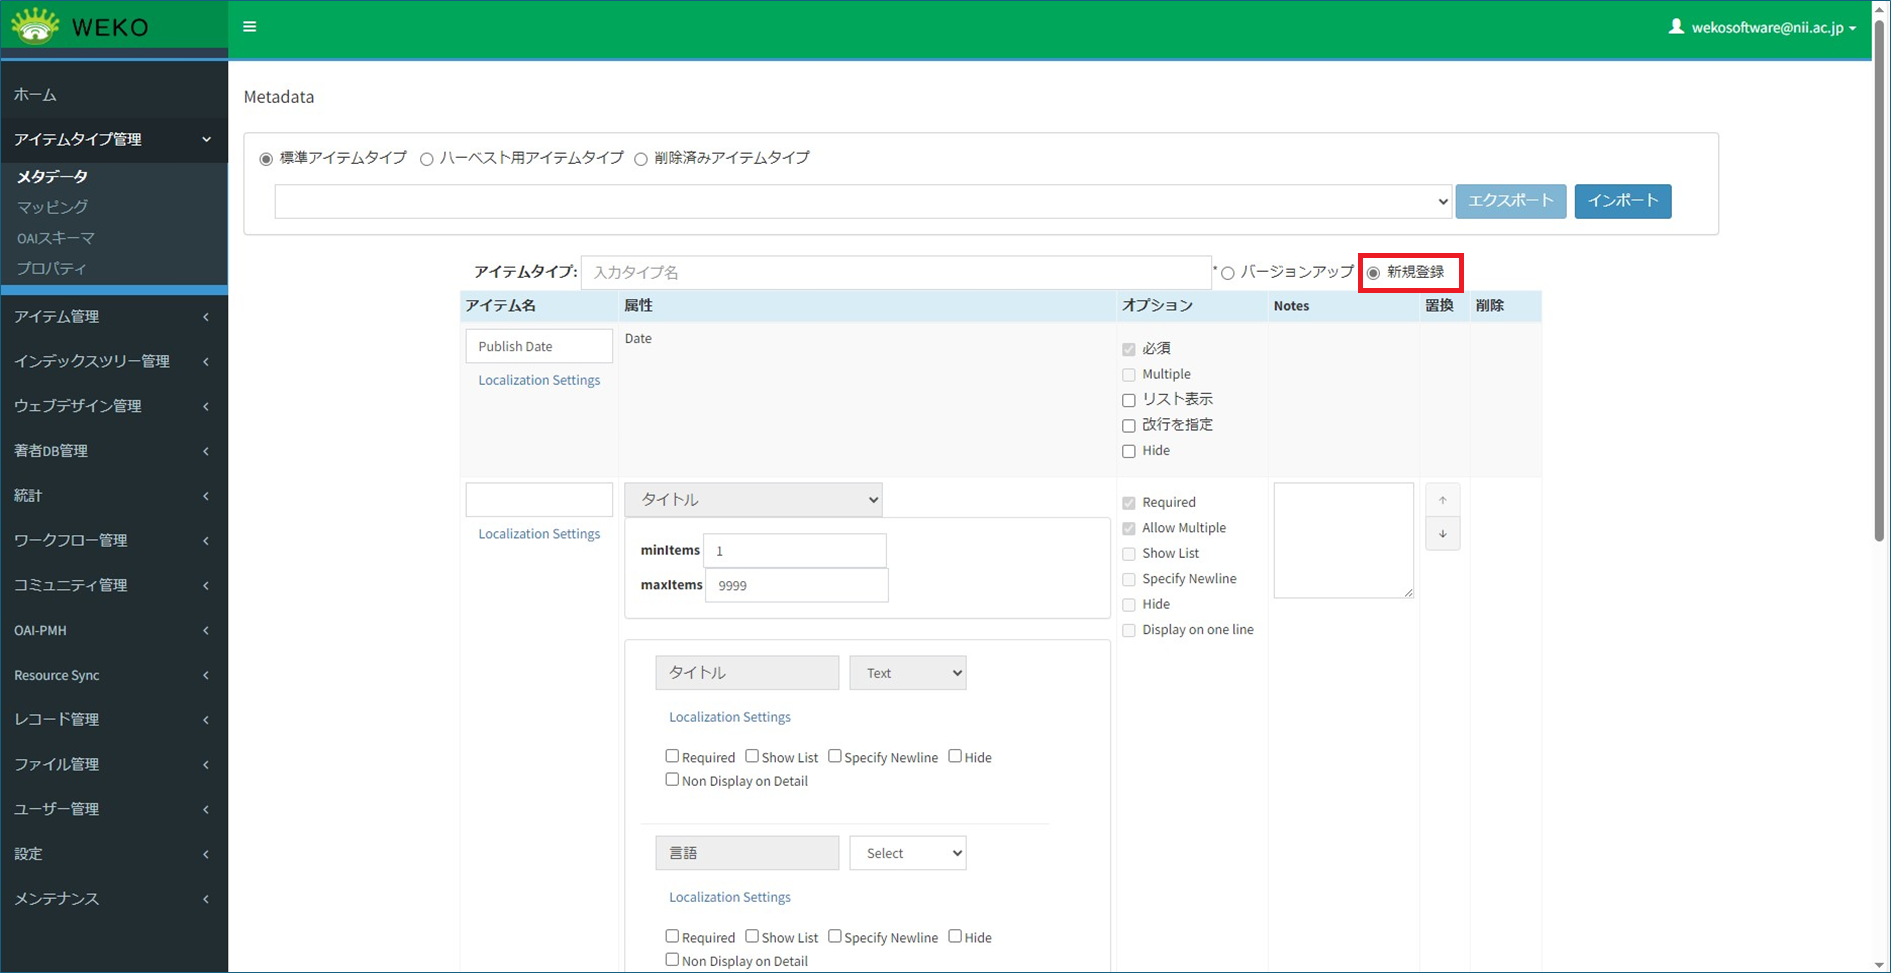 WEKO
wekosoftware@nii.ac.jp
ホーム
アイテムタイプ管理
メタデータ
マッピング
OAIスキーマ
プロパティ
アイテム管理
インデックスツリー管理
ウェブデザイン管理
著者DB管理
統計
ワークフロー管理
コミュニティ管理
OAI-PMH
Resource Sync
レコード管理
ファイル管理
ユーザー管理
設定
メンテナンス
Metadata
標準アイテムタイプ ハーベスト用アイテムタイプ 削除済みアイテムタイプ
エクスポート インポート
アイテムタイプ: 入力タイプ名 * バージョンアップ 新規登録
アイテム名 属性 オプション Notes 置換 削除
Publish Date Date
Localization Settings
必須
Multiple
リスト表示
改行を指定
Hide
タイトル
Localization Settings
minItems 1
maxItems 9999
Required
Allow Multiple
Show List
Specify Newline
Hide
Display on one line
↑
↓
タイトル Text
Localization Settings
Required Show List Specify Newline Hide
Non Display on Detail
言語 Select
Localization Settings
Required Show List Specify Newline Hide
Non Display on Detail